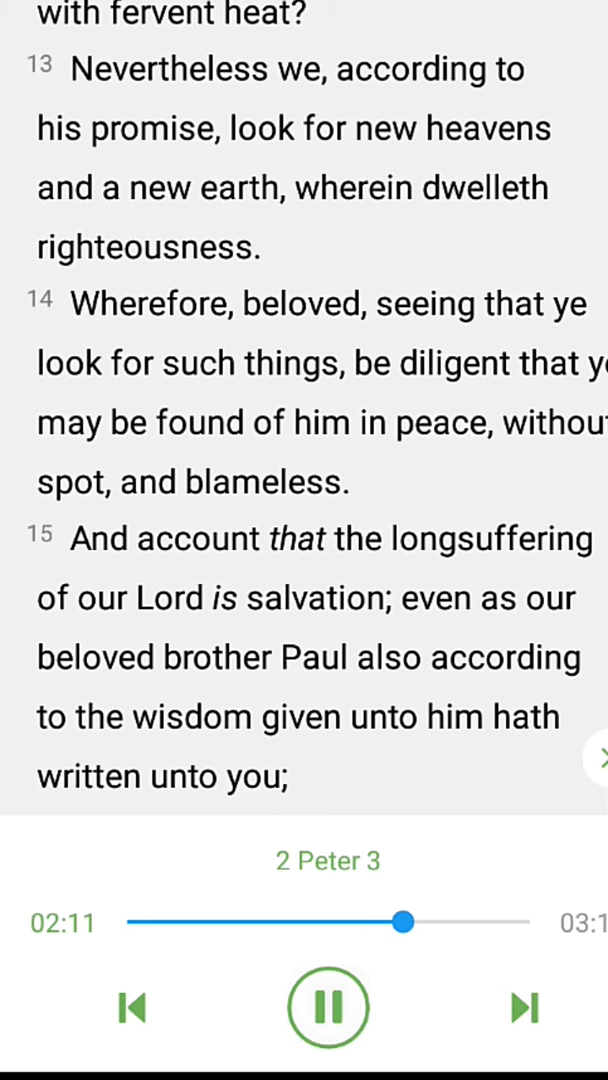 with fervent heat?
13 Nevertheless we, according to
his promise, look for new heavens
and a new earth, wherein dwelleth
righteousness.
14 Wherefore, beloved, seeing that ye
look for such things, be diligent that
may be found of him in peace, withou
spot, and blameless.
15 And account that the longsuffering
of our Lord is salvation; even as our
beloved brother Paul also according
to the wisdom given unto him hath
written unto you;
2 Peter 3
02:11
03:1